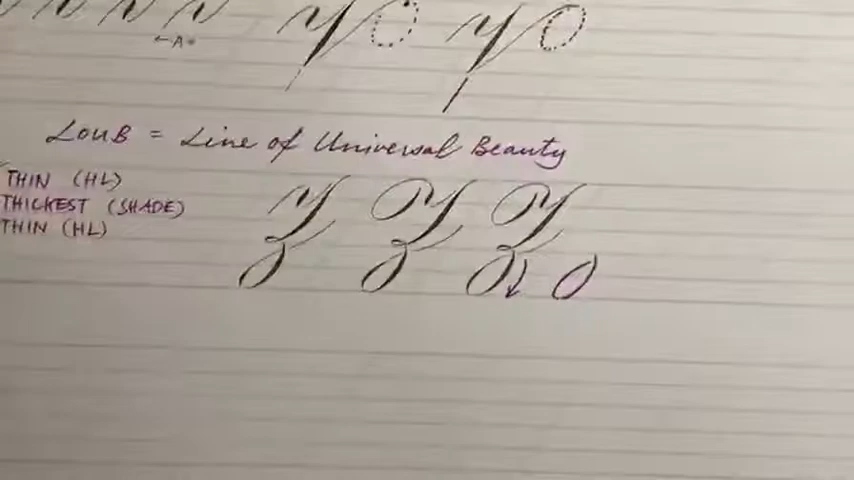 ← A →
LOUB = Line of Universal Beauty
THIN (HL)
THICKEST (SHADE)
THIN (HL)
Z Z Z